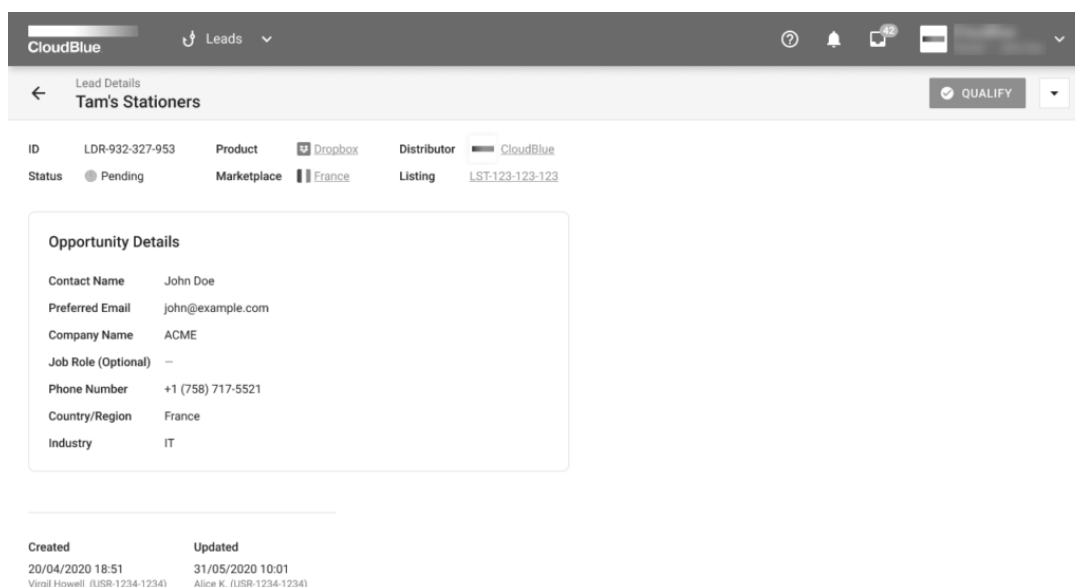 CloudBlue
Leads
42
Lead Details
Tam's Stationers
QUALIFY
ID LDR-932-327-953 Product Dropbox Distributor CloudBlue
Status Pending Marketplace France Listing LST-123-123-123
Opportunity Details
Contact Name John Doe
Preferred Email john@example.com
Company Name ACME
Job Role (Optional) —
Phone Number +1 (758) 717-5521
Country/Region France
Industry IT
Created Updated
20/04/2020 18:51 31/05/2020 10:01
Virgil Howell (USR-1234-1234) Alice K. (USR-1234-1234)